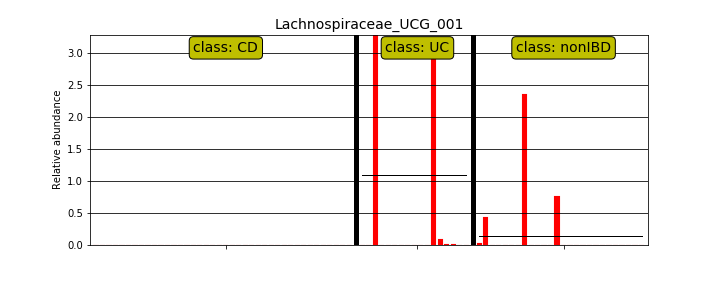 Lachnospiraceae_UCG_001
class: CD
class: UC
class: nonIBD
Relative abundance
3.0
2.5
2.0
1.5
1.0
0.5
0.0